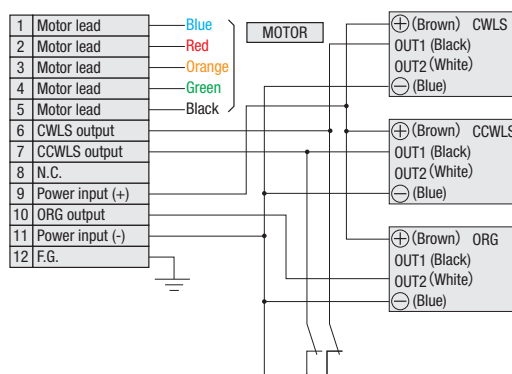 1 Motor lead Blue
2 Motor lead Red
3 Motor lead Orange
4 Motor lead Green
5 Motor lead Black
6 CWLS output
7 CCWLS output
8 N.C.
9 Power input (+)
10 ORG output
11 Power input (-)
12 F.G.
MOTOR
+ (Brown) CWLS
OUT1 (Black)
OUT2 (White)
− (Blue)
+ (Brown) CCWLS
OUT1 (Black)
OUT2 (White)
− (Blue)
+ (Brown) ORG
OUT1 (Black)
OUT2 (White)
− (Blue)